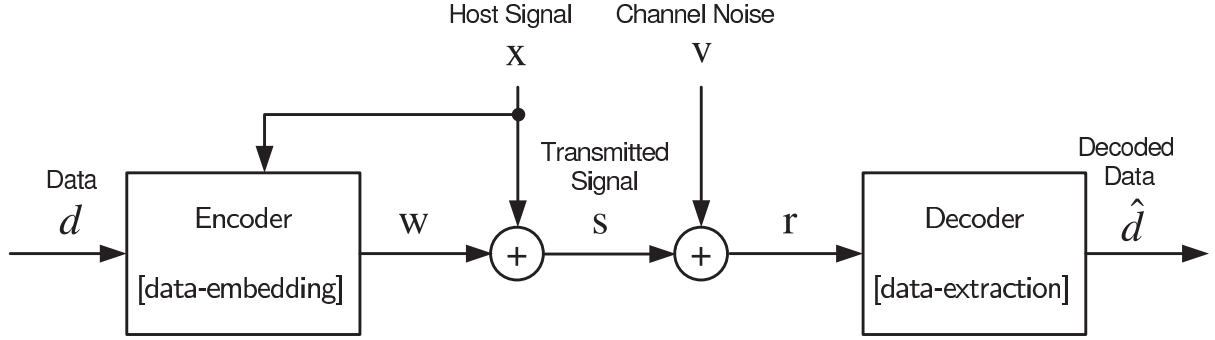 Host Signal
x
Channel Noise
v
Data
d
Encoder
[data-embedding]
w
+
Transmitted
Signal
s
+
r
Decoder
[data-extraction]
Decoded
Data
d̂